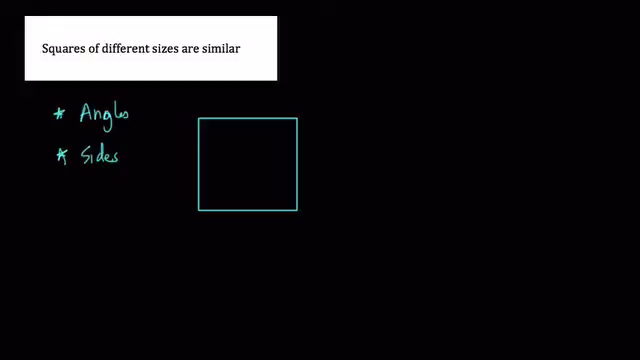 Squares of different sizes are similar
* Angles
* Sides